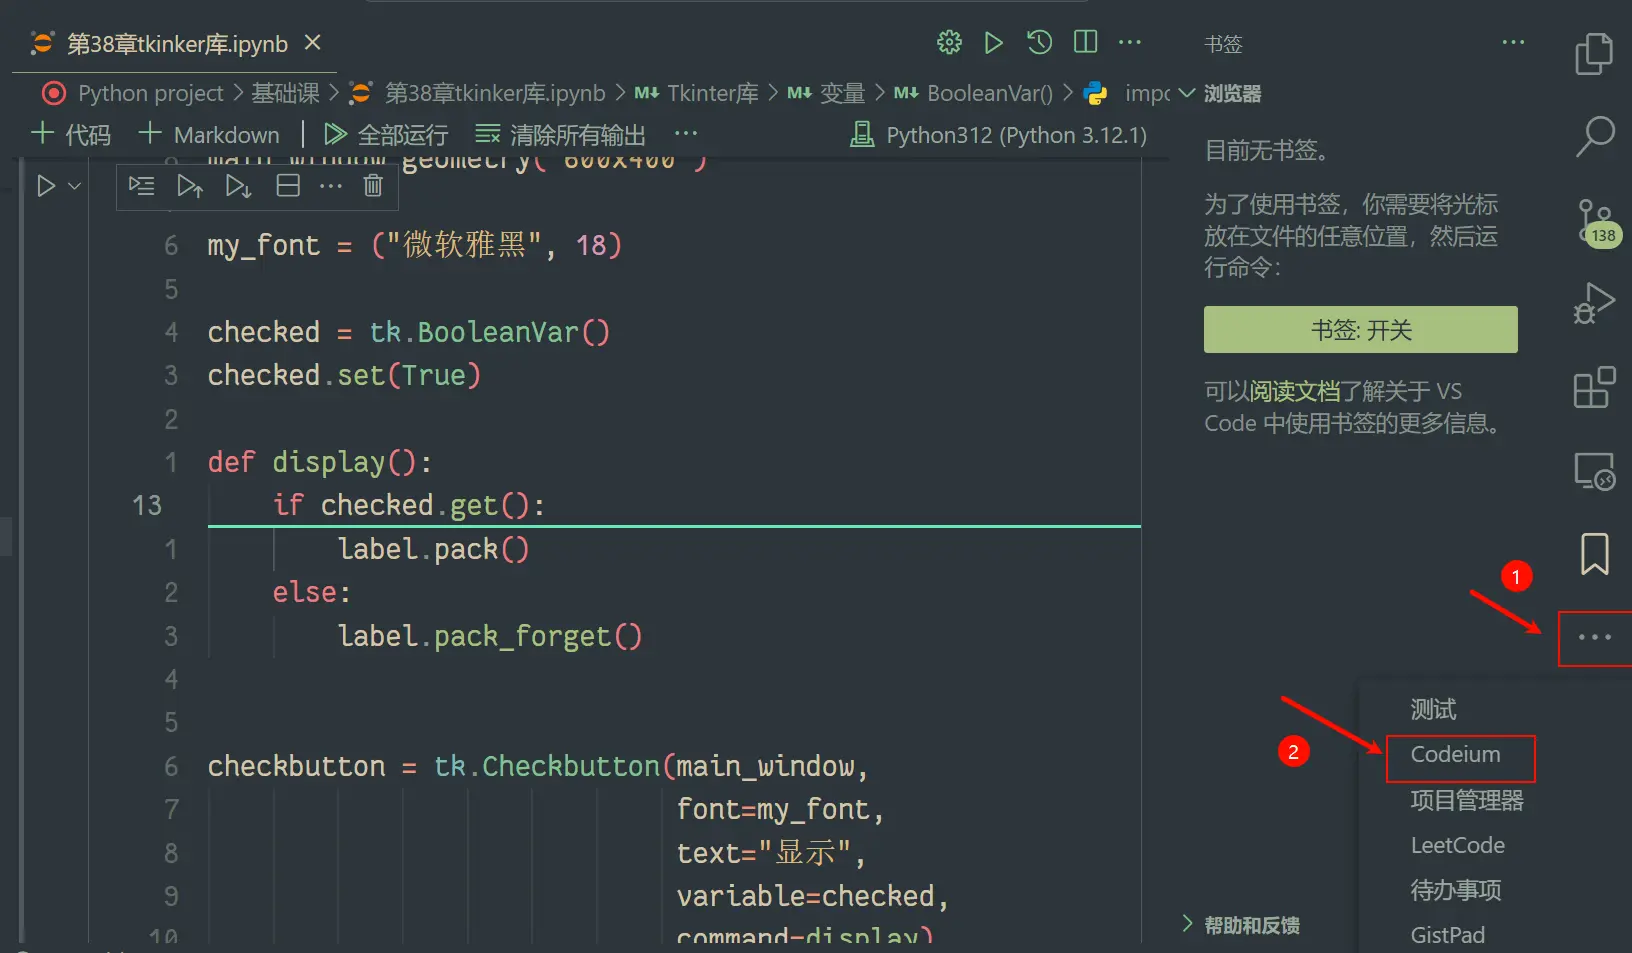 第38章tkinker库.ipynb
Python project > 基础课 > 第38章tkinker库.ipynb > M↓ Tkinter库 > M↓ 变量 > M↓ BooleanVar() > impo
+ 代码 + Markdown | 全部运行 清除所有输出 ··· Python312 (Python 3.12.1)
8 main_window.geometry("600x400")
6 my_font = ("微软雅黑", 18)
5
4 checked = tk.BooleanVar()
3 checked.set(True)
2
1 def display():
13 if checked.get():
1 label.pack()
2 else:
3 label.pack_forget()
4
5
6 checkbutton = tk.Checkbutton(main_window,
7 font=my_font,
8 text="显示",
9 variable=checked,
10 command=display)
书签
浏览器
目前无书签。
为了使用书签，你需要将光标
放在文件的任意位置，然后运
行命令：
书签: 开关
可以阅读文档了解关于 VS
Code 中使用书签的更多信息。
帮助和反馈
138
1
2
测试
Codeium
项目管理器
LeetCode
待办事项
GistPad